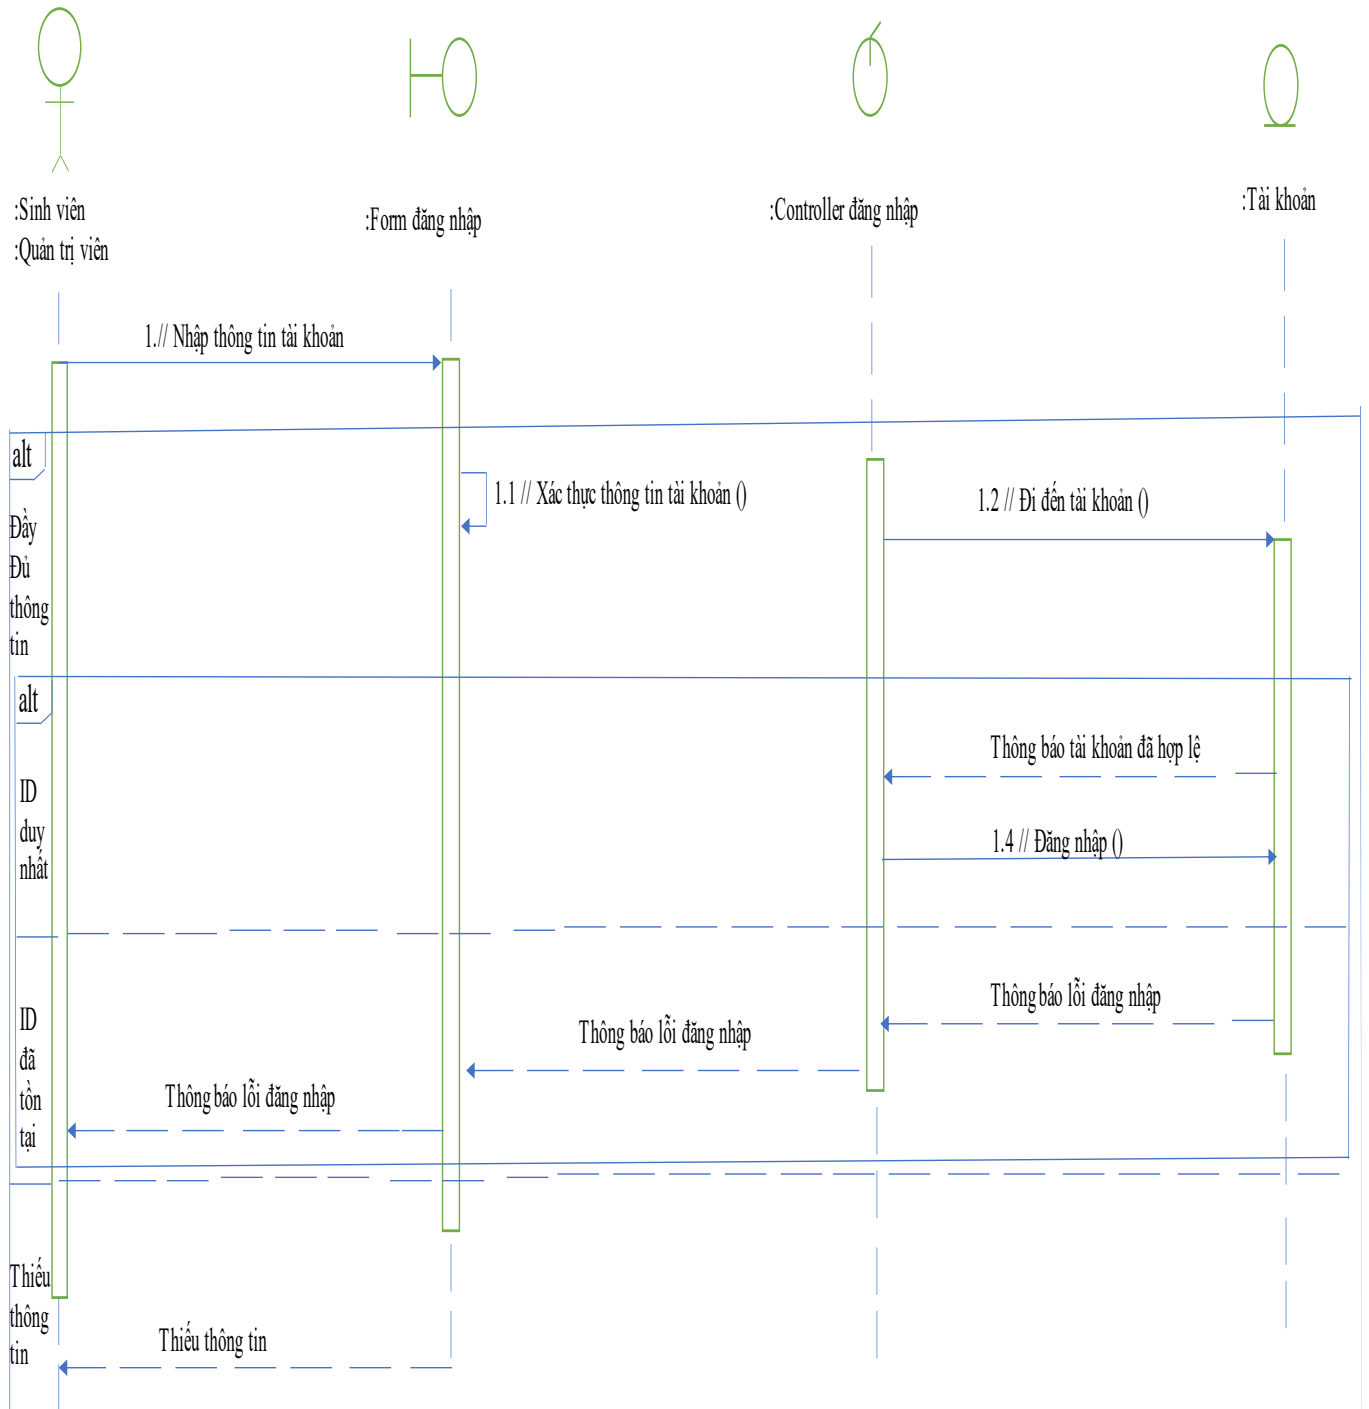 :Sinh viên
:Quản trị viên
:Form đăng nhập
:Controller đăng nhập
:Tài khoản
1.// Nhập thông tin tài khoản
alt
Đầy
Đủ
thông
tin
1.1 // Xác thực thông tin tài khoản ()
1.2 // Đi đến tài khoản ()
alt
ID
duy
nhất
Thông báo tài khoản đã hợp lệ
1.4 // Đăng nhập ()
ID
đã
tồn
tại
Thông báo lỗi đăng nhập
Thông báo lỗi đăng nhập
Thông báo lỗi đăng nhập
Thiếu
thông
tin
Thiếu thông tin